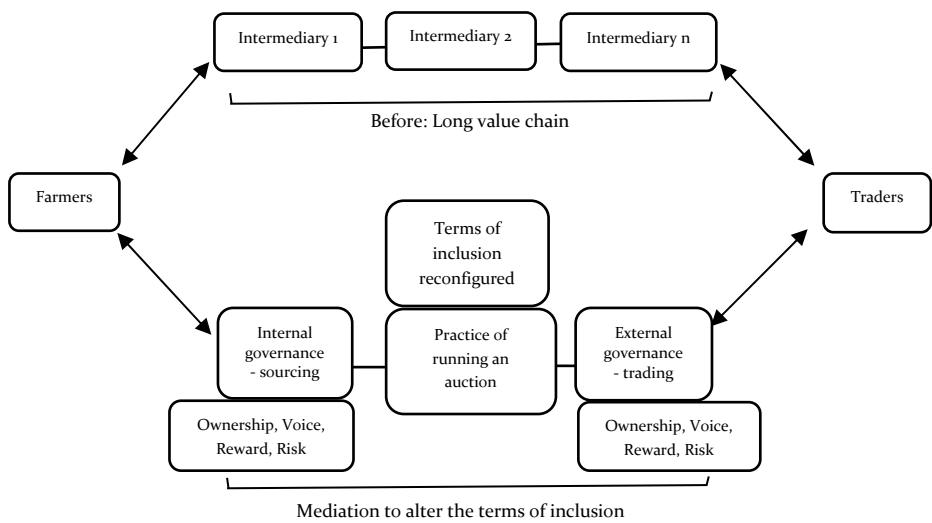 Intermediary 1
Intermediary 2
Intermediary n
Before: Long value chain
Farmers
Traders
Terms of
inclusion
reconfigured
Internal
governance
- sourcing
Practice of
running an
auction
External
governance
- trading
Ownership, Voice,
Reward, Risk
Ownership, Voice,
Reward, Risk
Mediation to alter the terms of inclusion